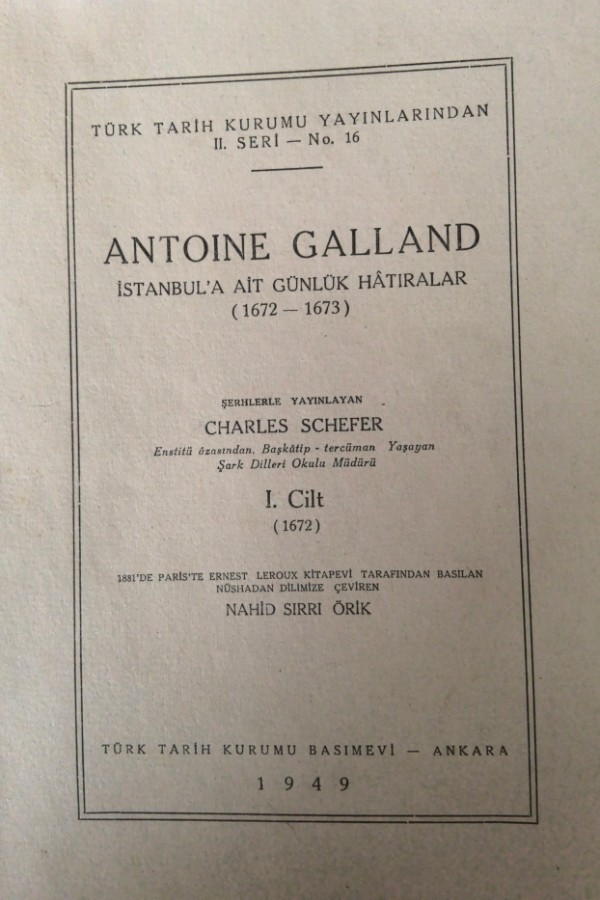 TÜRK TARİH KURUMU YAYINLARINDAN
II. SERİ — No. 16
ANTOINE GALLAND
İSTANBUL'A AİT GÜNLÜK HÂTIRALAR
(1672 — 1673)
ŞERHLERLE YAYINLAYAN
CHARLES SCHEFER
Enstitü âzasından, Başkâtip - tercüman Yaşayan
Şark Dilleri Okulu Müdürü
I. Cilt
(1672)
1881'DE PARİS'TE ERNEST LEROUX KİTAPEVİ TARAFINDAN BASILAN
NÜSHADAN DİLİMİZE ÇEVİREN
NAHİD SIRRI ÖRİK
TÜRK TARİH KURUMU BASIMEVİ — ANKARA
1949